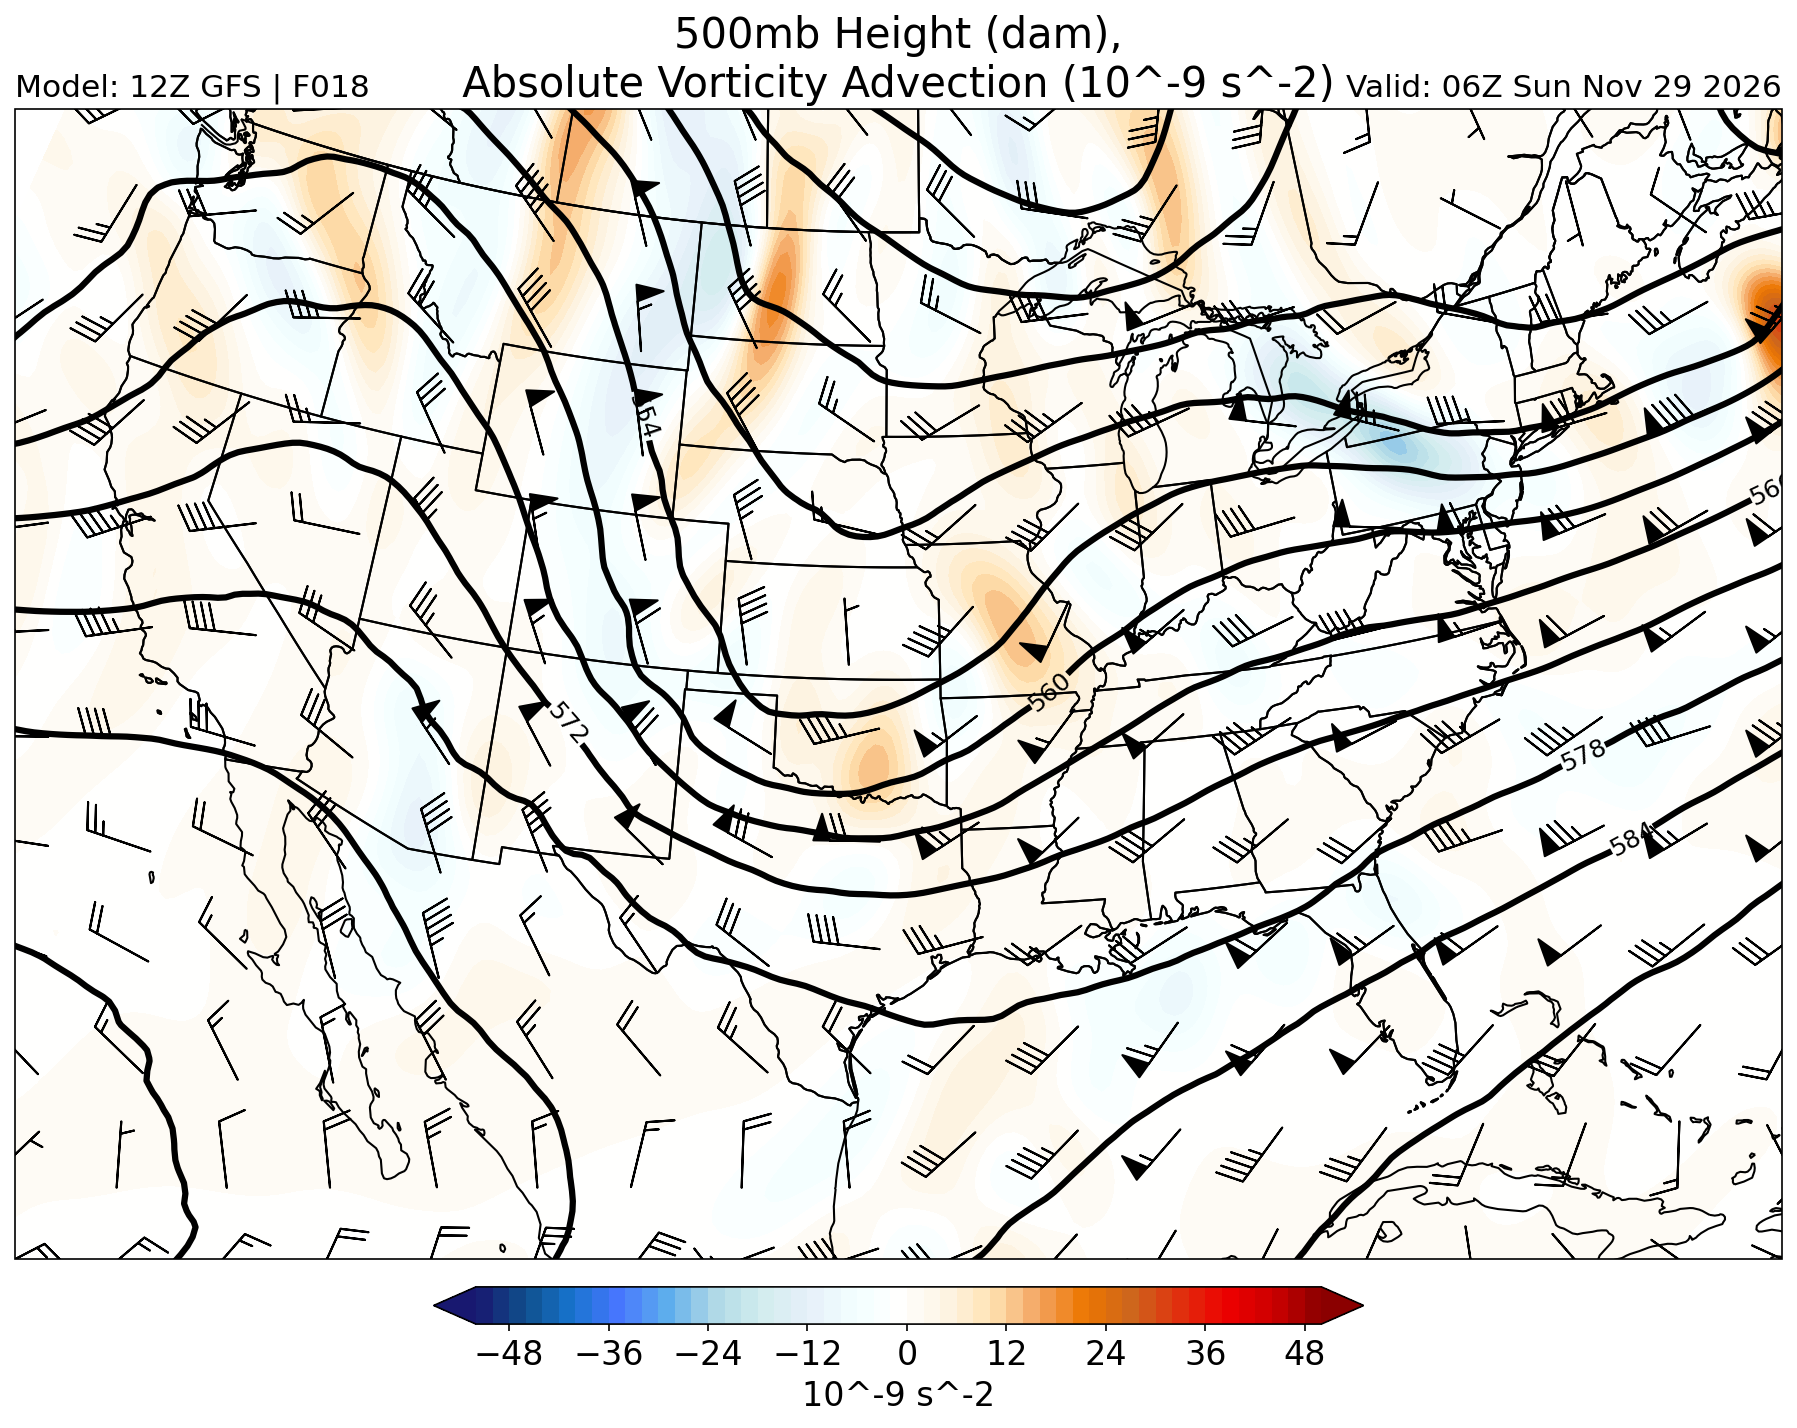 500mb Height (dam),
Model: 12Z GFS | F018
Absolute Vorticity Advection (10^-9 s^-2)
Valid: 06Z Sun Nov 29 2026
560
572
578
584
−48 −36 −24 −12 0 12 24 36 48
10^-9 s^-2